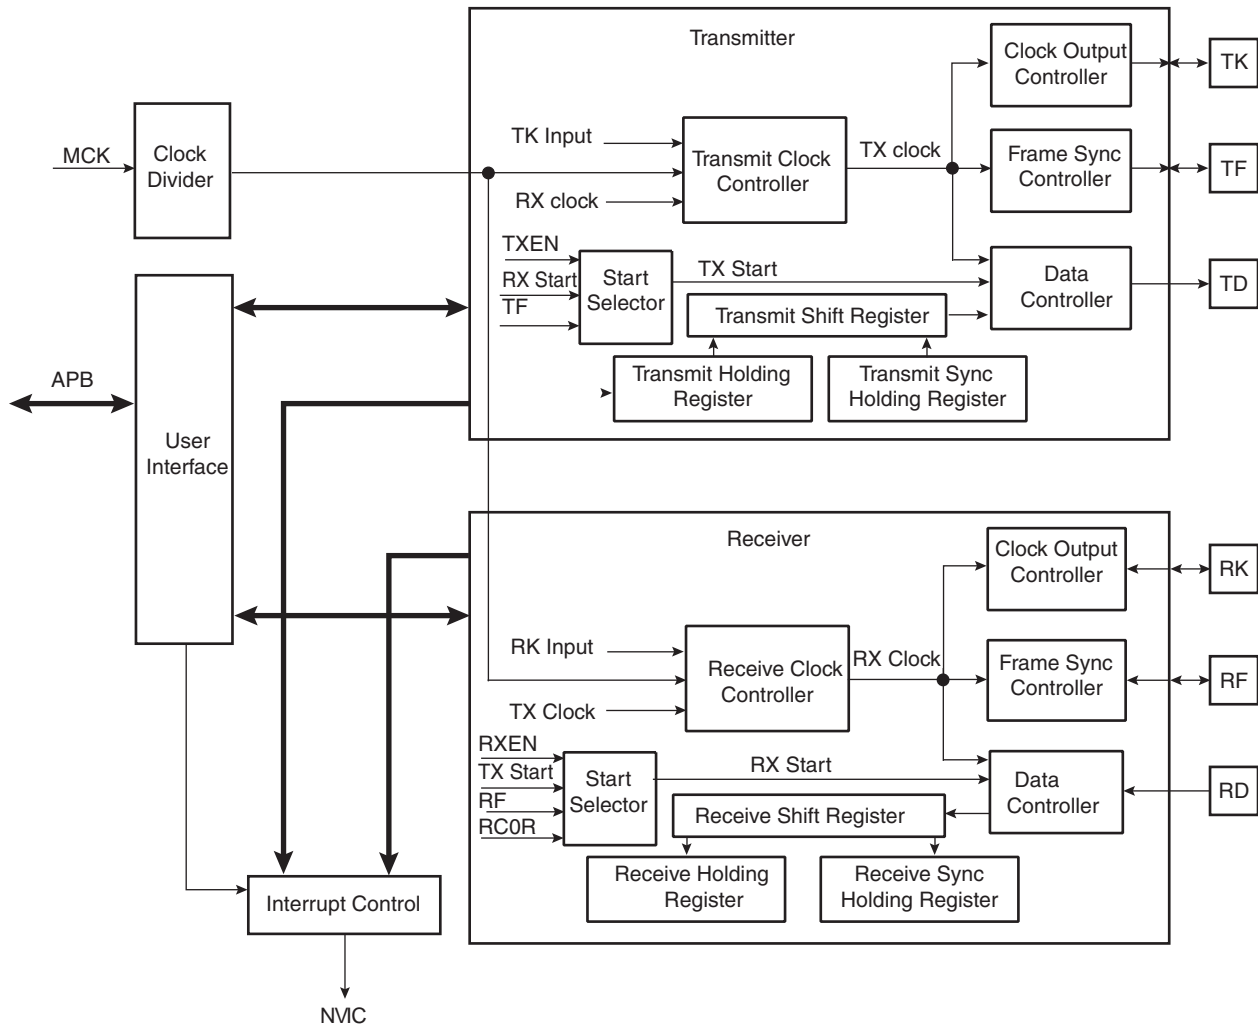 Transmitter
Clock Output
Controller
TK
MCK
Clock
Divider
TK Input
Transmit Clock
Controller
TX clock
Frame Sync
Controller
TF
RX clock
TXEN
RX Start
TF
Start
Selector
TX Start
Data
Controller
TD
Transmit Shift Register
Transmit Holding
Register
Transmit Sync
Holding Register
APB
User
Interface
Receiver
Clock Output
Controller
RK
RK Input
Receive Clock
Controller
RX Clock
Frame Sync
Controller
RF
TX Clock
RXEN
TX Start
RF
RC0R
Start
Selector
RX Start
Data
Controller
RD
Receive Shift Register
Receive Holding
Register
Receive Sync
Holding Register
Interrupt Control
NVIC